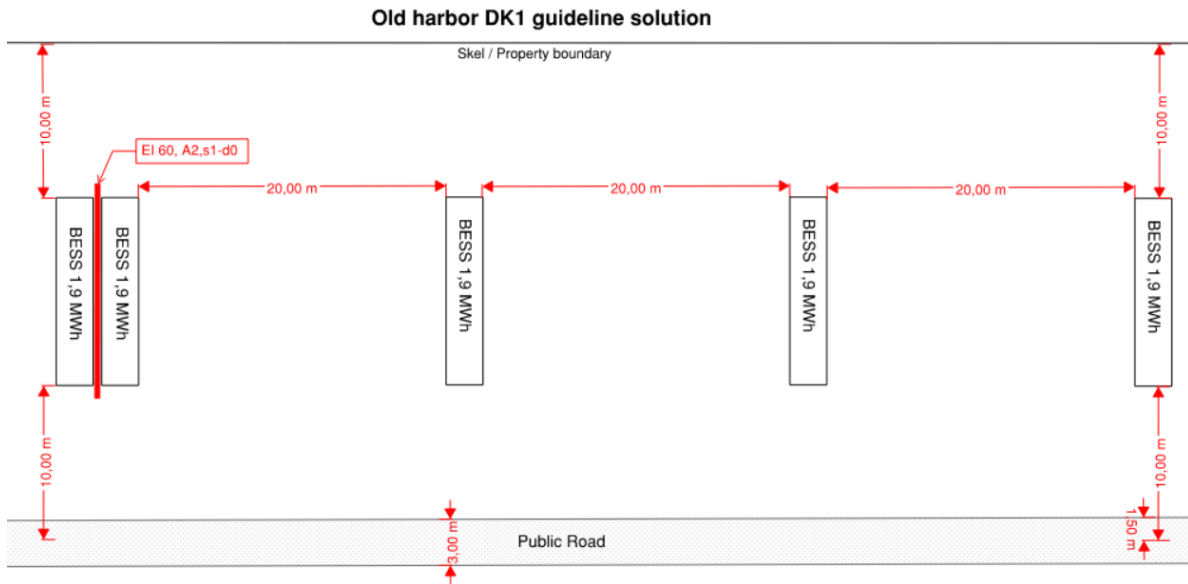 Old harbor DK1 guideline solution
Skel / Property boundary
10,00 m
10,00 m
EI 60, A2,s1-d0
20,00 m
20,00 m
20,00 m
BESS 1,9 MWh
BESS 1,9 MWh
BESS 1,9 MWh
BESS 1,9 MWh
BESS 1,9 MWh
10,00 m
10,00 m
3,00 m
Public Road
1,50 m